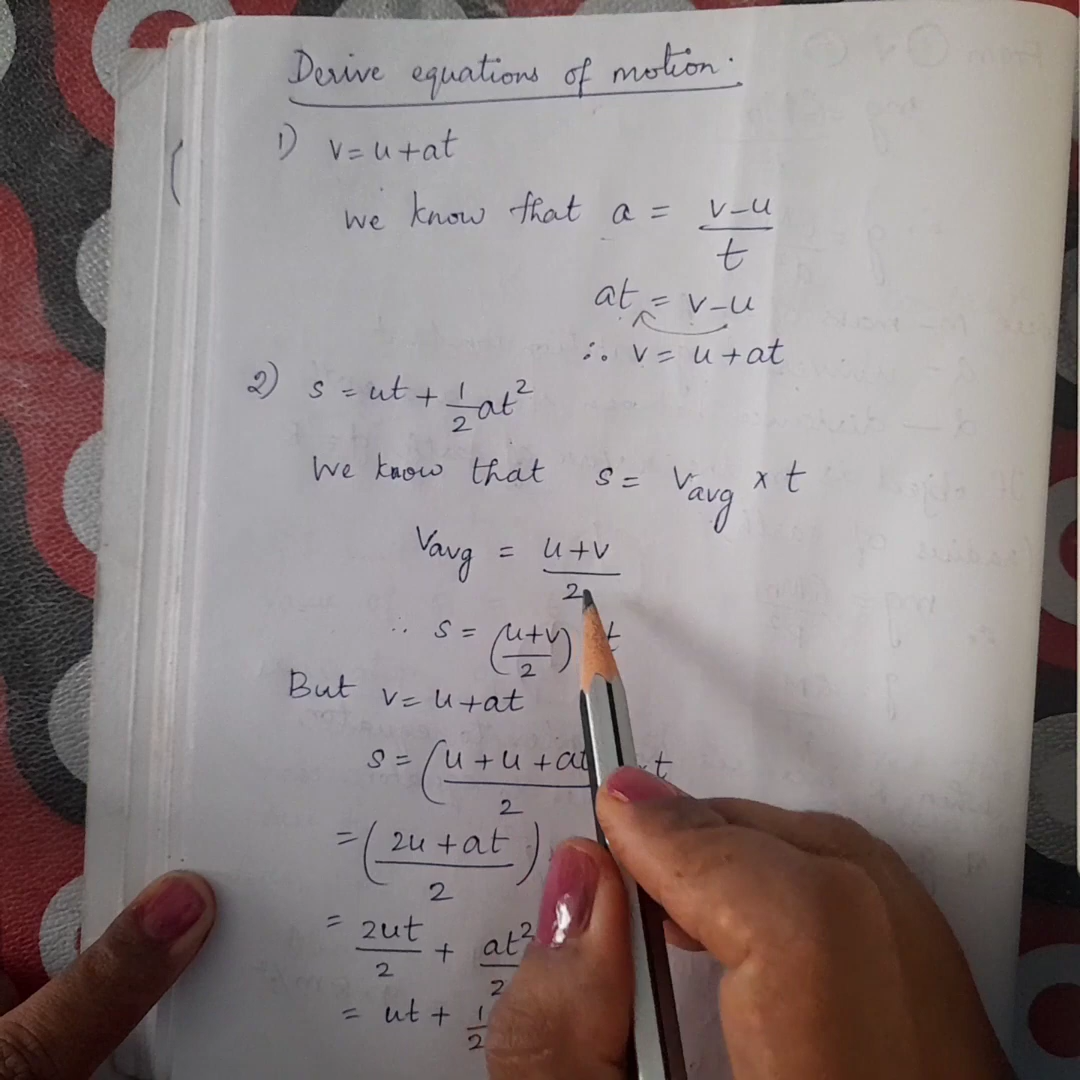 Derive equations of motion.
1) v = u + at
We know that a = v-u / t
at = v-u
∴ v = u + at
2) s = ut + 1/2 at²
We know that s = Vavg × t
Vavg = u+v / 2
∴ s = (u+v / 2) t
But v = u + at
s = (u + u + at / 2 × t
= (2u + at / 2)
= 2ut / 2 + at² / 2
= ut + 1/2